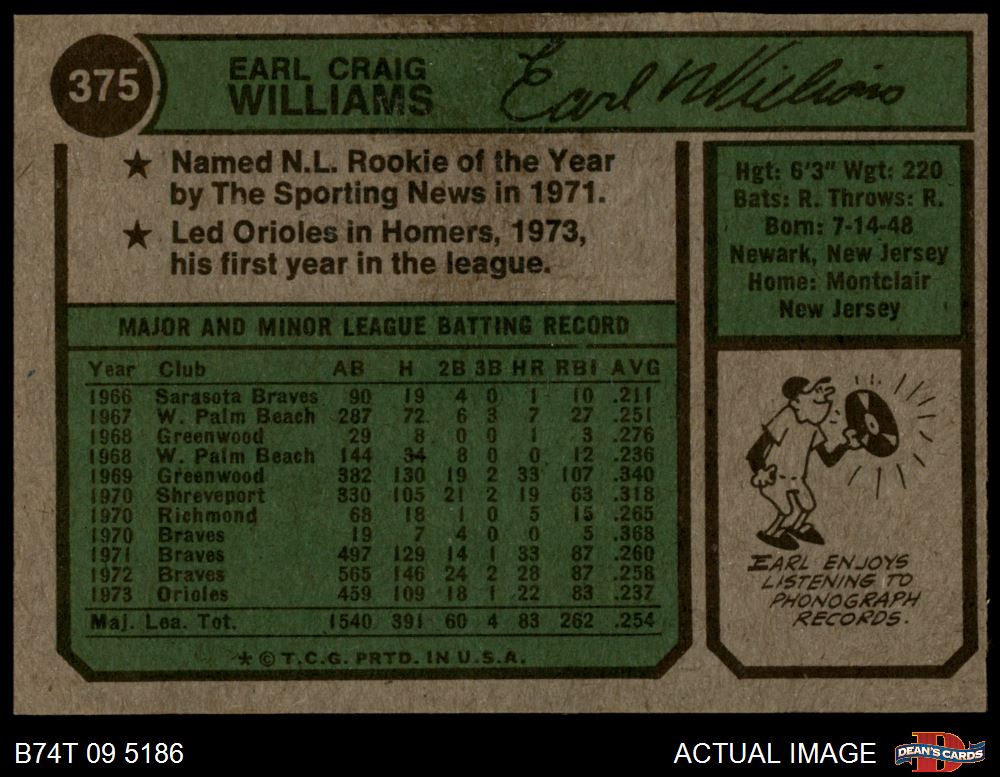 375
EARL CRAIG
WILLIAMS
Earl Williams
★ Named N.L. Rookie of the Year
by The Sporting News in 1971.
★ Led Orioles in Homers, 1973,
his first year in the league.
Hgt: 6'3" Wgt: 220
Bats: R. Throws: R.
Born: 7-14-48
Newark, New Jersey
Home: Montclair
New Jersey
MAJOR AND MINOR LEAGUE BATTING RECORD
Year Club AB H 2B 3B HR RBI AVG
1966 Sarasota Braves 90 19 4 0 1 10 .211
1967 W. Palm Beach 287 72 6 3 7 27 .251
1968 Greenwood 29 8 0 0 1 3 .276
1968 W. Palm Beach 144 34 8 0 0 12 .236
1969 Greenwood 382 130 19 2 33 107 .340
1970 Shreveport 330 105 21 2 19 63 .318
1970 Richmond 68 18 1 0 5 15 .265
1970 Braves 19 7 4 0 0 5 .368
1971 Braves 497 129 14 1 33 87 .260
1972 Braves 565 146 24 2 28 87 .258
1973 Orioles 459 109 18 1 22 83 .237
Maj. Lea. Tot. 1540 391 60 4 83 262 .254
* © T.C.G. PRTD. IN U.S.A.
EARL ENJOYS
LISTENING TO
PHONOGRAPH
RECORDS.
B74T 09 5186
ACTUAL IMAGE
DEAN'S CARDS